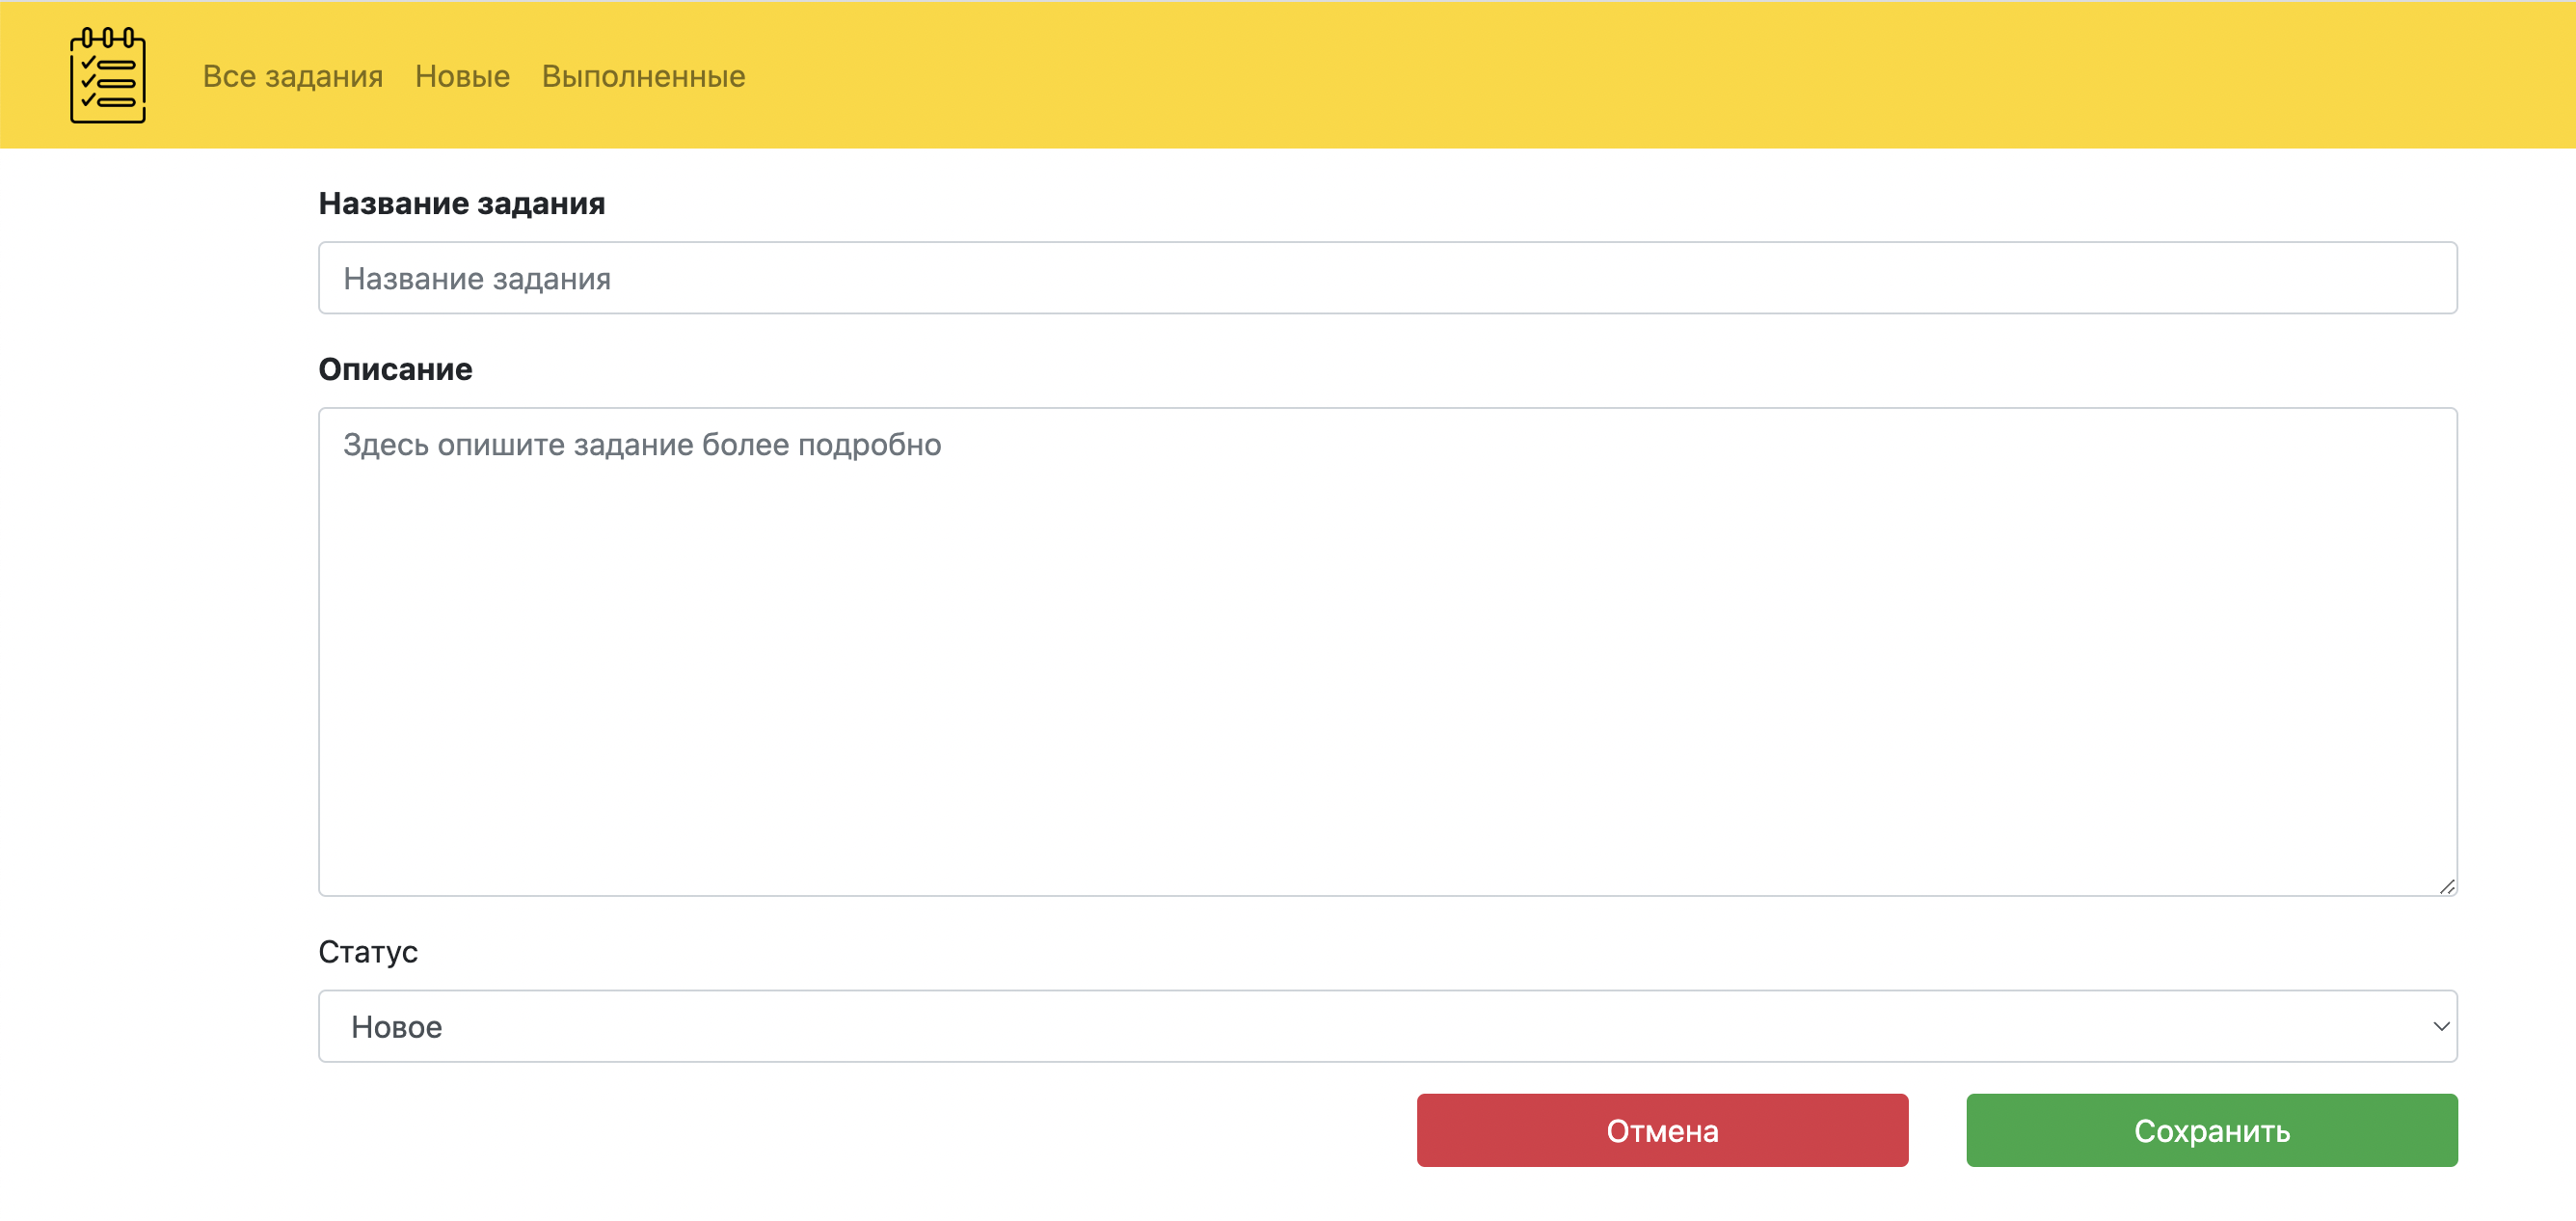 Все задания Новые Выполненные
Название задания
Название задания
Описание
Здесь опишите задание более подробно
Статус
Новое
Отмена Сохранить